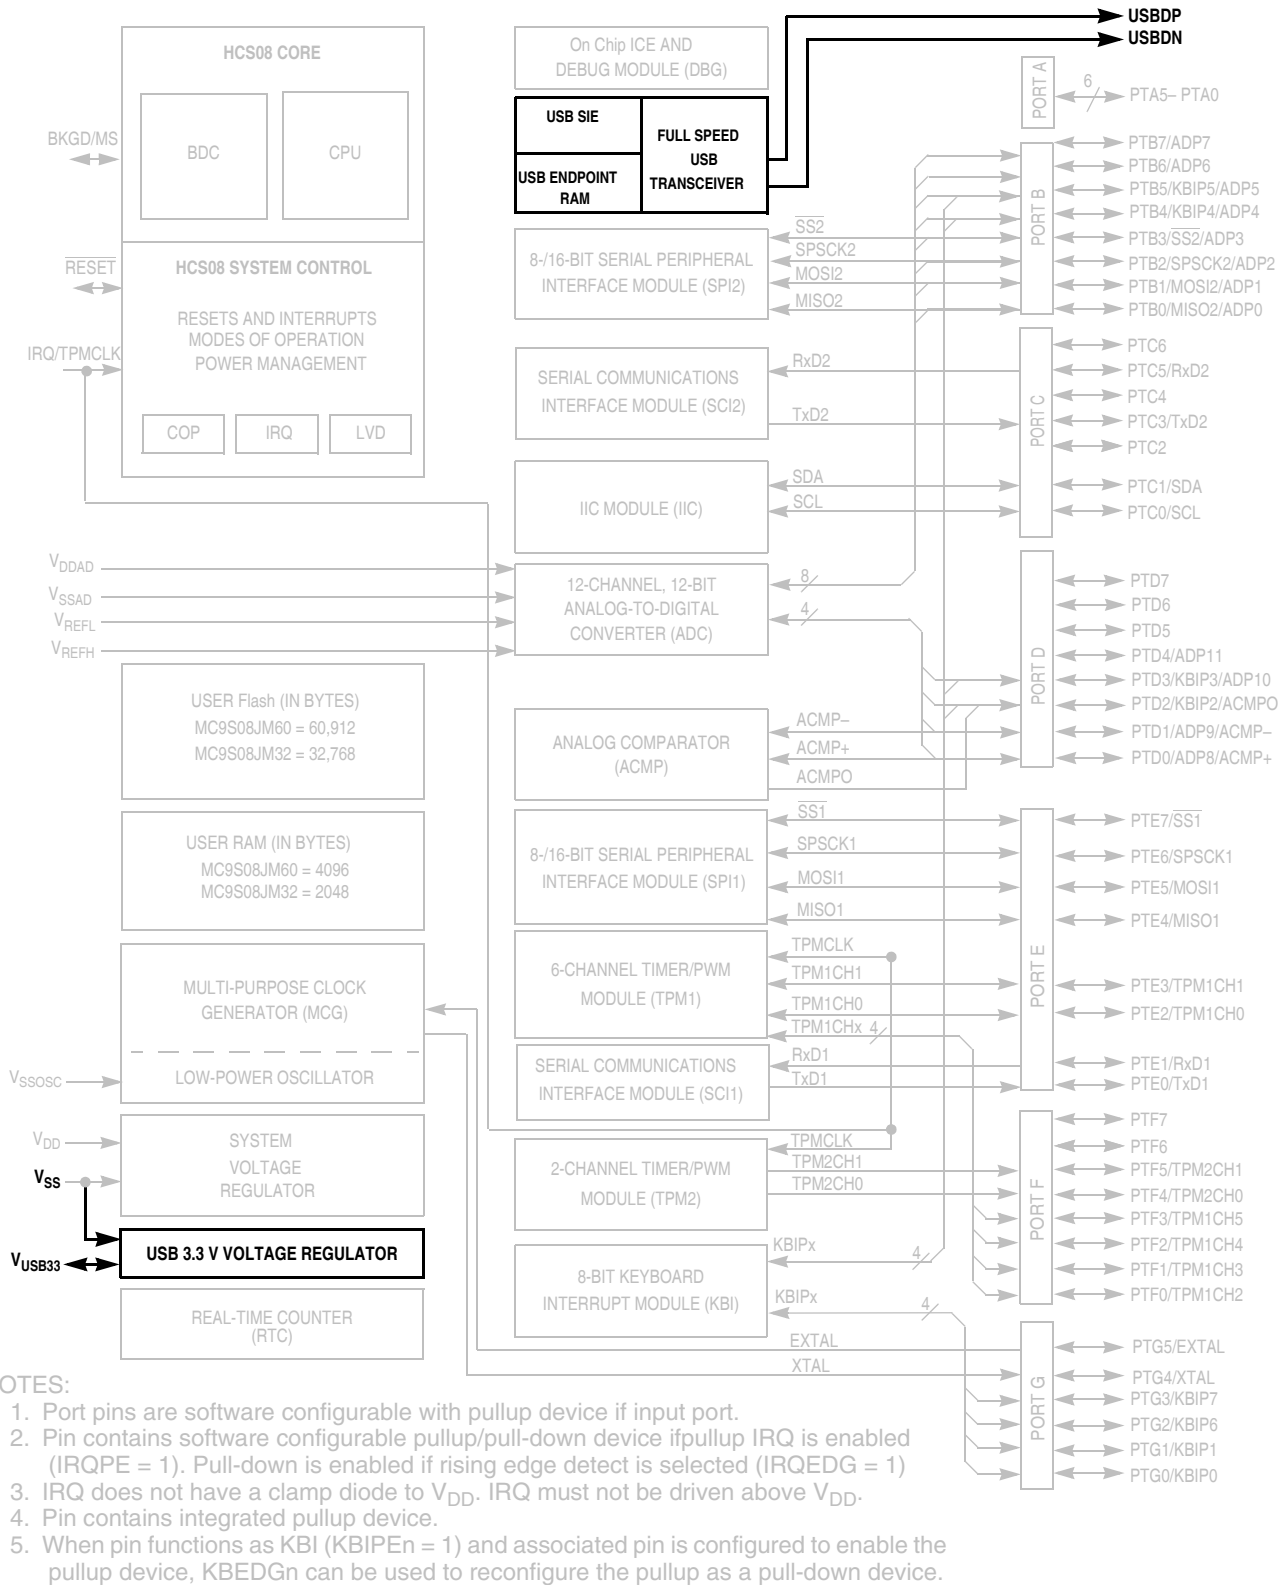 HCS08 CORE
BDC
CPU
BKGD/MS
RESET
HCS08 SYSTEM CONTROL
RESETS AND INTERRUPTS
MODES OF OPERATION
POWER MANAGEMENT
IRQ/TPMCLK
COP
IRQ
LVD
VDDAD
VSSAD
VREFL
VREFH
USER Flash (IN BYTES)
MC9S08JM60 = 60,912
MC9S08JM32 = 32,768
USER RAM (IN BYTES)
MC9S08JM60 = 4096
MC9S08JM32 = 2048
MULTI-PURPOSE CLOCK
GENERATOR (MCG)
LOW-POWER OSCILLATOR
VSSOSC
VDD
SYSTEM
VOLTAGE
REGULATOR
VSS
USB 3.3 V VOLTAGE REGULATOR
VUSB33
REAL-TIME COUNTER
(RTC)
On Chip ICE AND
DEBUG MODULE (DBG)
USB SIE
USB ENDPOINT
RAM
FULL SPEED
USB
TRANSCEIVER
8-/16-BIT SERIAL PERIPHERAL
INTERFACE MODULE (SPI2)
SS2
SPSCK2
MOSI2
MISO2
SERIAL COMMUNICATIONS
INTERFACE MODULE (SCI2)
RxD2
TxD2
IIC MODULE (IIC)
SDA
SCL
12-CHANNEL, 12-BIT
ANALOG-TO-DIGITAL
CONVERTER (ADC)
8
4
ANALOG COMPARATOR
(ACMP)
ACMP–
ACMP+
ACMPO
8-/16-BIT SERIAL PERIPHERAL
INTERFACE MODULE (SPI1)
SS1
SPSCK1
MOSI1
MISO1
6-CHANNEL TIMER/PWM
MODULE (TPM1)
TPMCLK
TPM1CH1
TPM1CH0
TPM1CHx 4
SERIAL COMMUNICATIONS
INTERFACE MODULE (SCI1)
RxD1
TxD1
2-CHANNEL TIMER/PWM
MODULE (TPM2)
TPMCLK
TPM2CH1
TPM2CH0
8-BIT KEYBOARD
INTERRUPT MODULE (KBI)
KBIPx
4
KBIPx
4
EXTAL
XTAL
USBDP
USBDN
PORT A
6
PTA5– PTA0
PORT B
PTB7/ADP7
PTB6/ADP6
PTB5/KBIP5/ADP5
PTB4/KBIP4/ADP4
PTB3/SS2/ADP3
PTB2/SPSCK2/ADP2
PTB1/MOSI2/ADP1
PTB0/MISO2/ADP0
PORT C
PTC6
PTC5/RxD2
PTC4
PTC3/TxD2
PTC2
PTC1/SDA
PTC0/SCL
PORT D
PTD7
PTD6
PTD5
PTD4/ADP11
PTD3/KBIP3/ADP10
PTD2/KBIP2/ACMPO
PTD1/ADP9/ACMP–
PTD0/ADP8/ACMP+
PORT E
PTE7/SS1
PTE6/SPSCK1
PTE5/MOSI1
PTE4/MISO1
PTE3/TPM1CH1
PTE2/TPM1CH0
PTE1/RxD1
PTE0/TxD1
PORT F
PTF7
PTF6
PTF5/TPM2CH1
PTF4/TPM2CH0
PTF3/TPM1CH5
PTF2/TPM1CH4
PTF1/TPM1CH3
PTF0/TPM1CH2
PORT G
PTG5/EXTAL
PTG4/XTAL
PTG3/KBIP7
PTG2/KBIP6
PTG1/KBIP1
PTG0/KBIP0
OTES:
1. Port pins are software configurable with pullup device if input port.
2. Pin contains software configurable pullup/pull-down device ifpullup IRQ is enabled
(IRQPE = 1). Pull-down is enabled if rising edge detect is selected (IRQEDG = 1)
3. IRQ does not have a clamp diode to VDD. IRQ must not be driven above VDD.
4. Pin contains integrated pullup device.
5. When pin functions as KBI (KBIPEn = 1) and associated pin is configured to enable the
pullup device, KBEDGn can be used to reconfigure the pullup as a pull-down device.